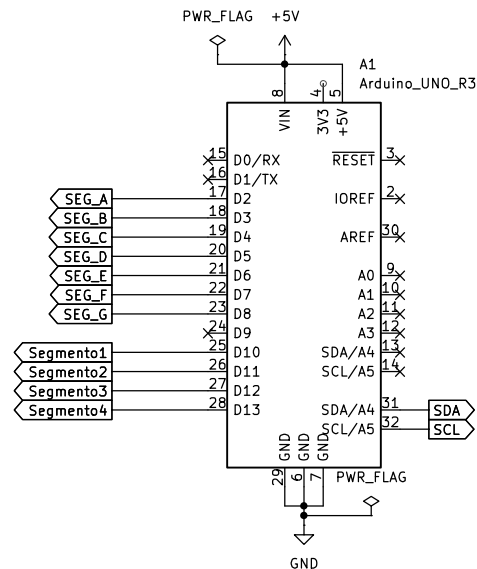 PWR_FLAG +5V
A1
Arduino_UNO_R3
8 4 5
VIN 3V3 +5V
15 D0/RX RESET 3
16 D1/TX
SEG_A 17 D2 IOREF 2
SEG_B 18 D3
SEG_C 19 D4 AREF 30
SEG_D 20 D5
SEG_E 21 D6 A0 9
SEG_F 22 D7 A1 10
SEG_G 23 D8 A2 11
24 D9 A3 12
Segmento1 25 D10 SDA/A4 13
Segmento2 26 D11 SCL/A5 14
Segmento3 27 D12
Segmento4 28 D13 SDA/A4 31 SDA
SCL/A5 32 SCL
GND GND GND
29 6 7 PWR_FLAG
GND